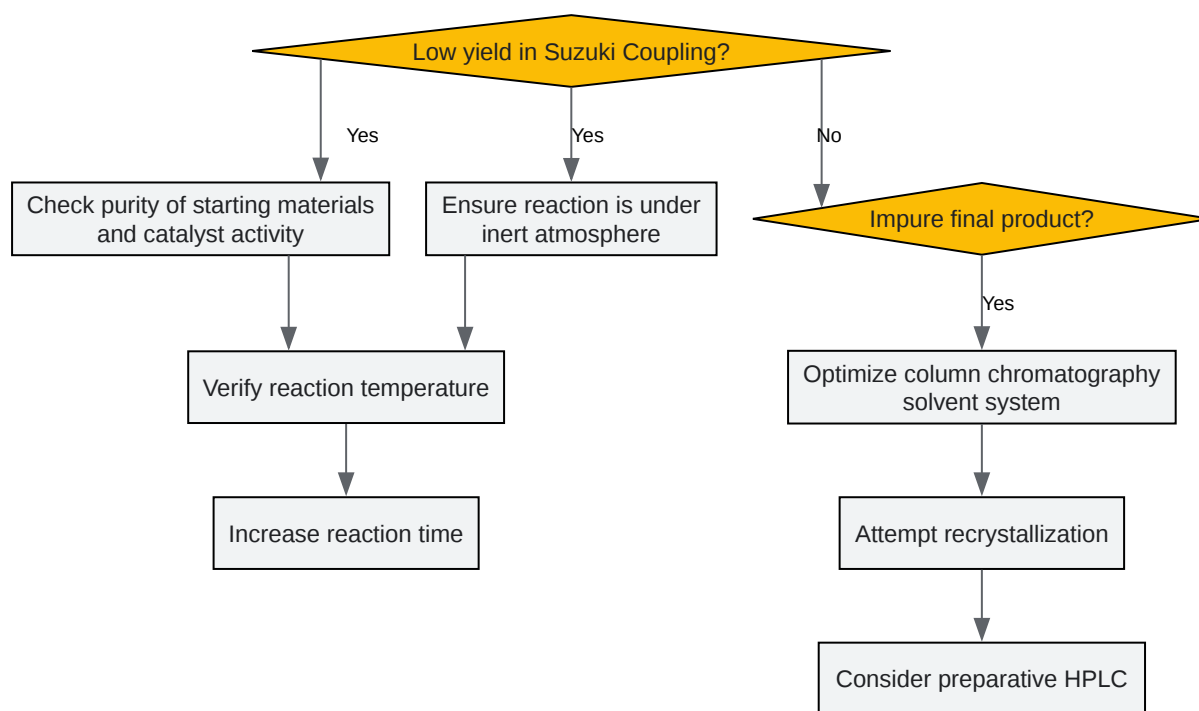 Low yield in Suzuki Coupling?
Yes
Yes
No
Check purity of starting materials
and catalyst activity
Ensure reaction is under
inert atmosphere
Impure final product?
Yes
Verify reaction temperature
Optimize column chromatography
solvent system
Increase reaction time
Attempt recrystallization
Consider preparative HPLC